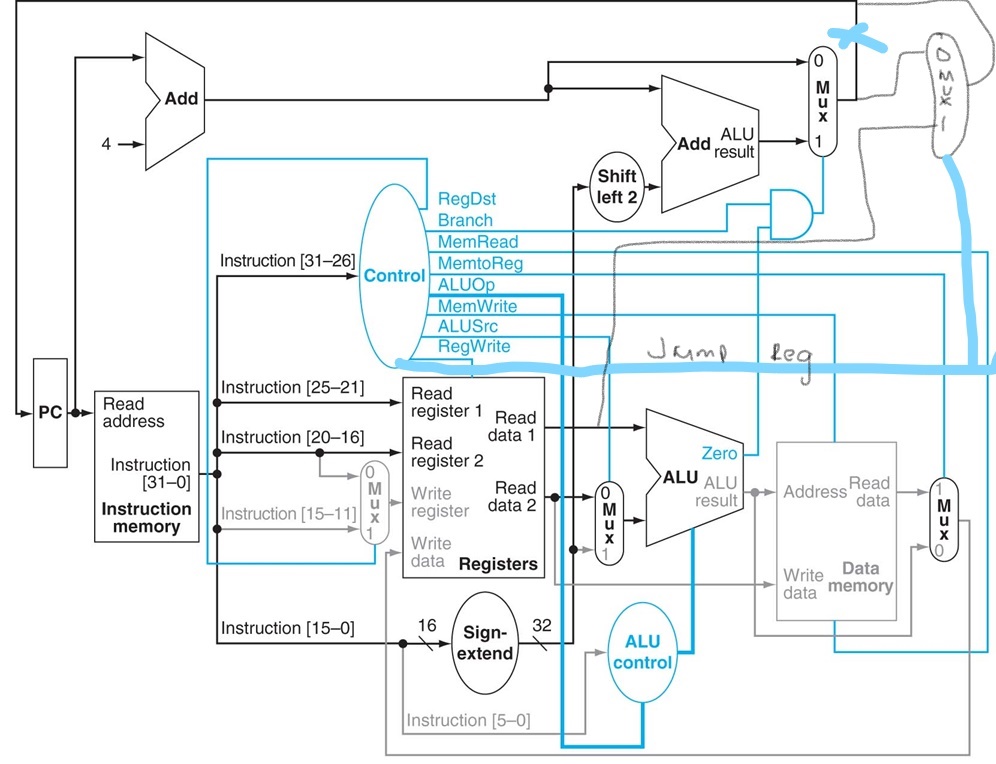 Add
4
0
Mux
1
Add
ALU
result
0
Mux
1
Shift
left 2
RegDst
Branch
MemRead
MemtoReg
ALUOp
MemWrite
ALUSrc
RegWrite
Control
Instruction [31–26]
Jump Reg
PC
Read
address
Instruction
[31–0]
Instruction
memory
Instruction [25–21]
Instruction [20–16]
Instruction [15–11]
0
Mux
1
Read
register 1
Read
register 2
Write
register
Write
data
Read
data 1
Read
data 2
Registers
0
Mux
1
Zero
ALU
ALU
result
Address
Read
data
Write
data
Data
memory
1
Mux
0
Instruction [15–0]
16
Sign-
extend
32
ALU
control
Instruction [5–0]